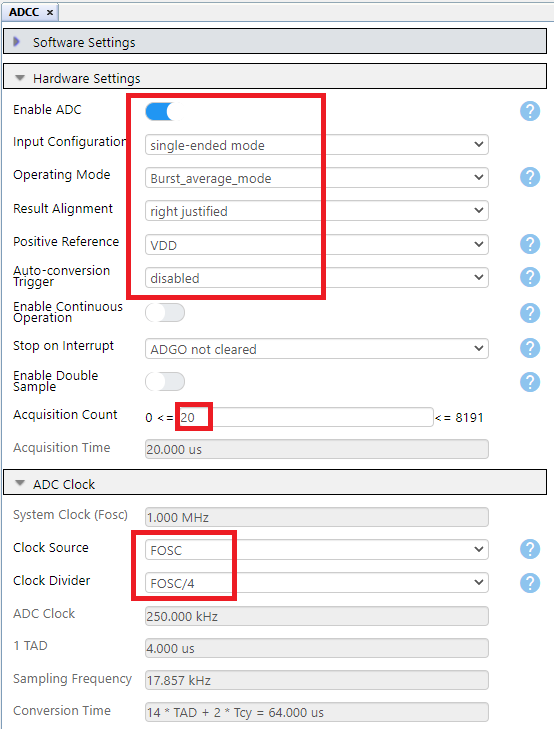 ADCC ×
Software Settings
Hardware Settings
Enable ADC ?
Input Configuration single-ended mode
Operating Mode Burst_average_mode ?
Result Alignment right justified
Positive Reference VDD ?
Auto-conversion
Trigger disabled ?
Enable Continuous
Operation ?
Stop on Interrupt ADGO not cleared ?
Enable Double
Sample ?
Acquisition Count 0 <= 20 <= 8191
Acquisition Time 20.000 us
ADC Clock
System Clock (Fosc) 1.000 MHz
Clock Source FOSC ?
Clock Divider FOSC/4 ?
ADC Clock 250.000 kHz
1 TAD 4.000 us
Sampling Frequency 17.857 kHz
Conversion Time 14 * TAD + 2 * Tcy = 64.000 us